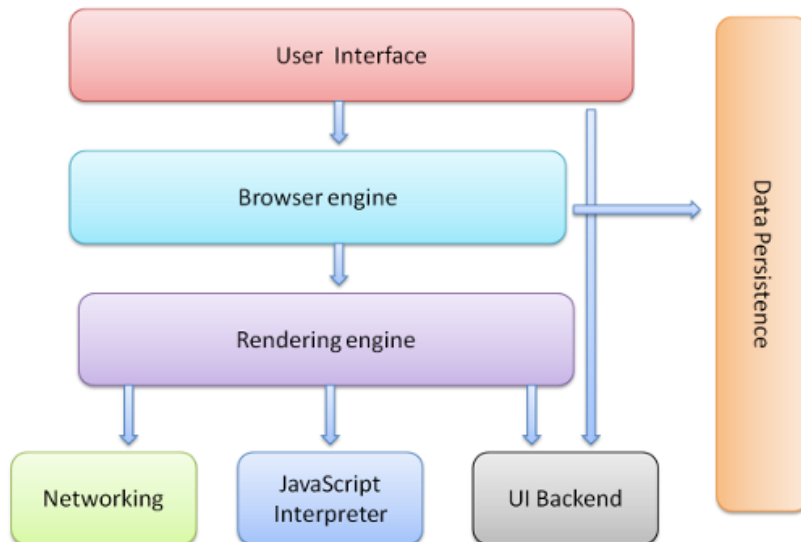 User Interface
Browser engine
Data Persistence
Rendering engine
Networking
JavaScript
Interpreter
UI Backend